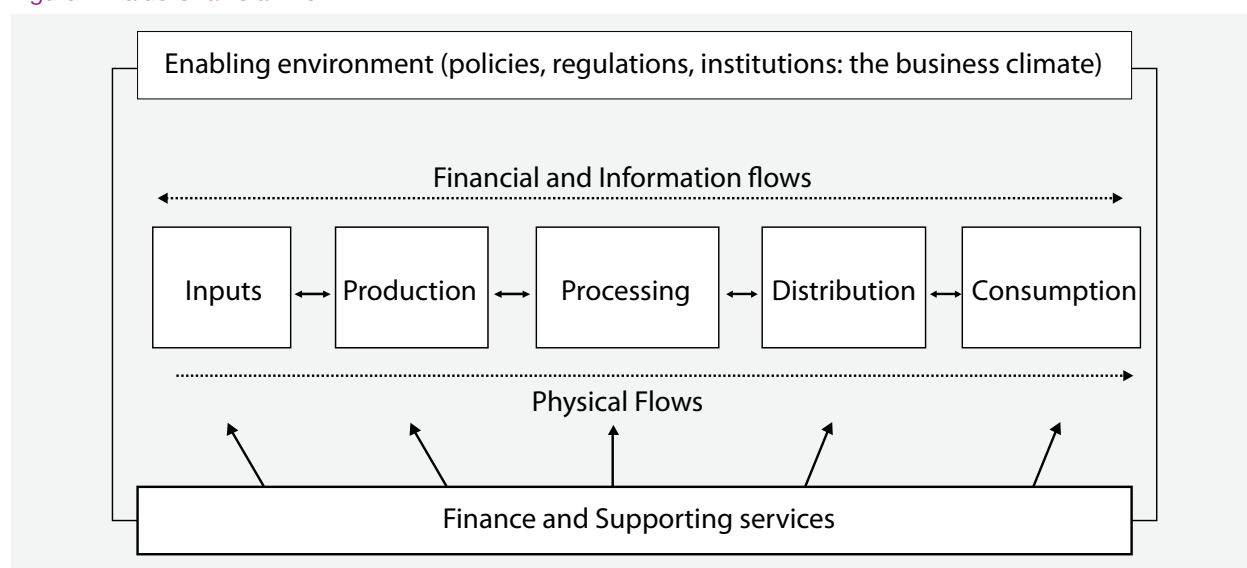 Enabling environment (policies, regulations, institutions: the business climate)
Financial and Information flows
Inputs
Production
Processing
Distribution
Consumption
Physical Flows
Finance and Supporting services